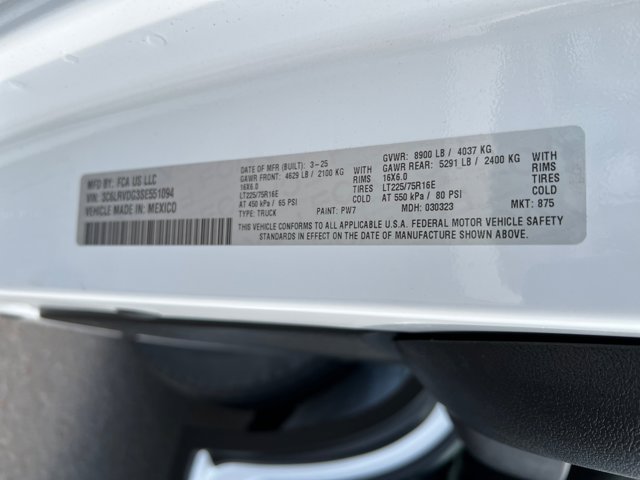 MFD BY: FCA US LLC
VIN: 3C6LRVDG3SE551094
VEHICLE MADE IN: MEXICO
DATE OF MFR (BUILT): 3-25
GAWR FRONT: 4629 LB / 2100 KG WITH
16X6.0 RIMS
LT225/75R16E TIRES
AT 450 kPa / 65 PSI COLD
TYPE: TRUCK PAINT: PW7
GVWR: 8900 LB / 4037 KG
GAWR REAR: 5291 LB / 2400 KG WITH
16X6.0 RIMS
LT225/75R16E TIRES
AT 550 kPa / 80 PSI COLD
MDH: 030323 MKT: 875
THIS VEHICLE CONFORMS TO ALL APPLICABLE U.S.A. FEDERAL MOTOR VEHICLE SAFETY
STANDARDS IN EFFECT ON THE DATE OF MANUFACTURE SHOWN ABOVE.